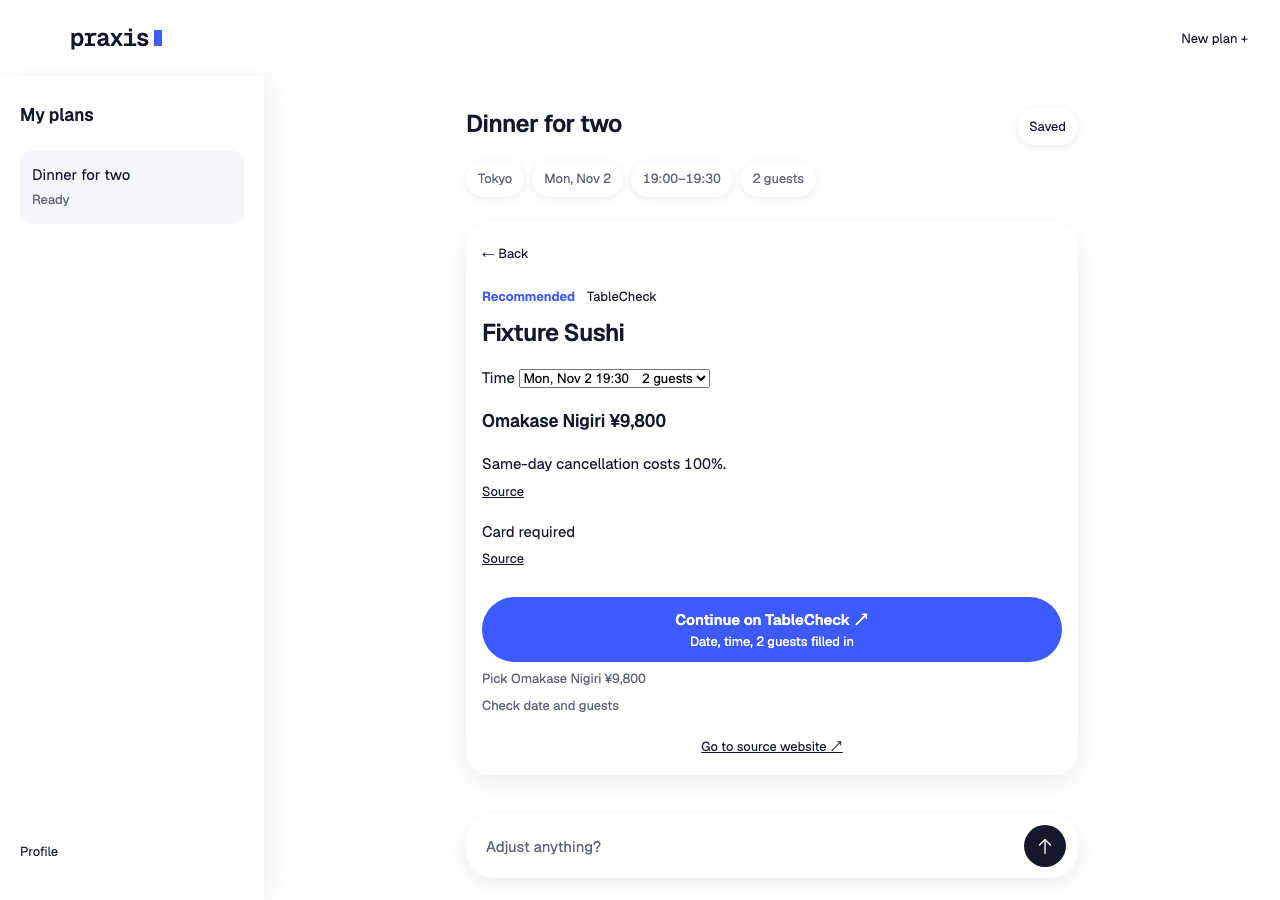 praxis
New plan +
My plans
Dinner for two
Ready
Profile
Dinner for two
Saved
Tokyo
Mon, Nov 2
19:00–19:30
2 guests
← Back
Recommended TableCheck
Fixture Sushi
Time Mon, Nov 2 19:30 2 guests
Omakase Nigiri ¥9,800
Same-day cancellation costs 100%.
Source
Card required
Source
Continue on TableCheck ↗
Date, time, 2 guests filled in
Pick Omakase Nigiri ¥9,800
Check date and guests
Go to source website ↗
Adjust anything?